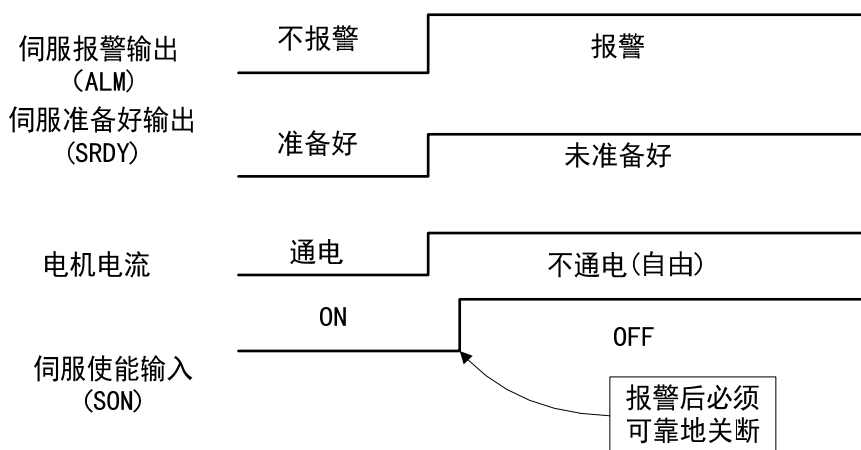 伺服报警输出
(ALM)
不报警
报警
伺服准备好输出
(SRDY)
准备好
未准备好
电机电流
通电
不通电(自由)
伺服使能输入
(SON)
ON
OFF
报警后必须
可靠地关断